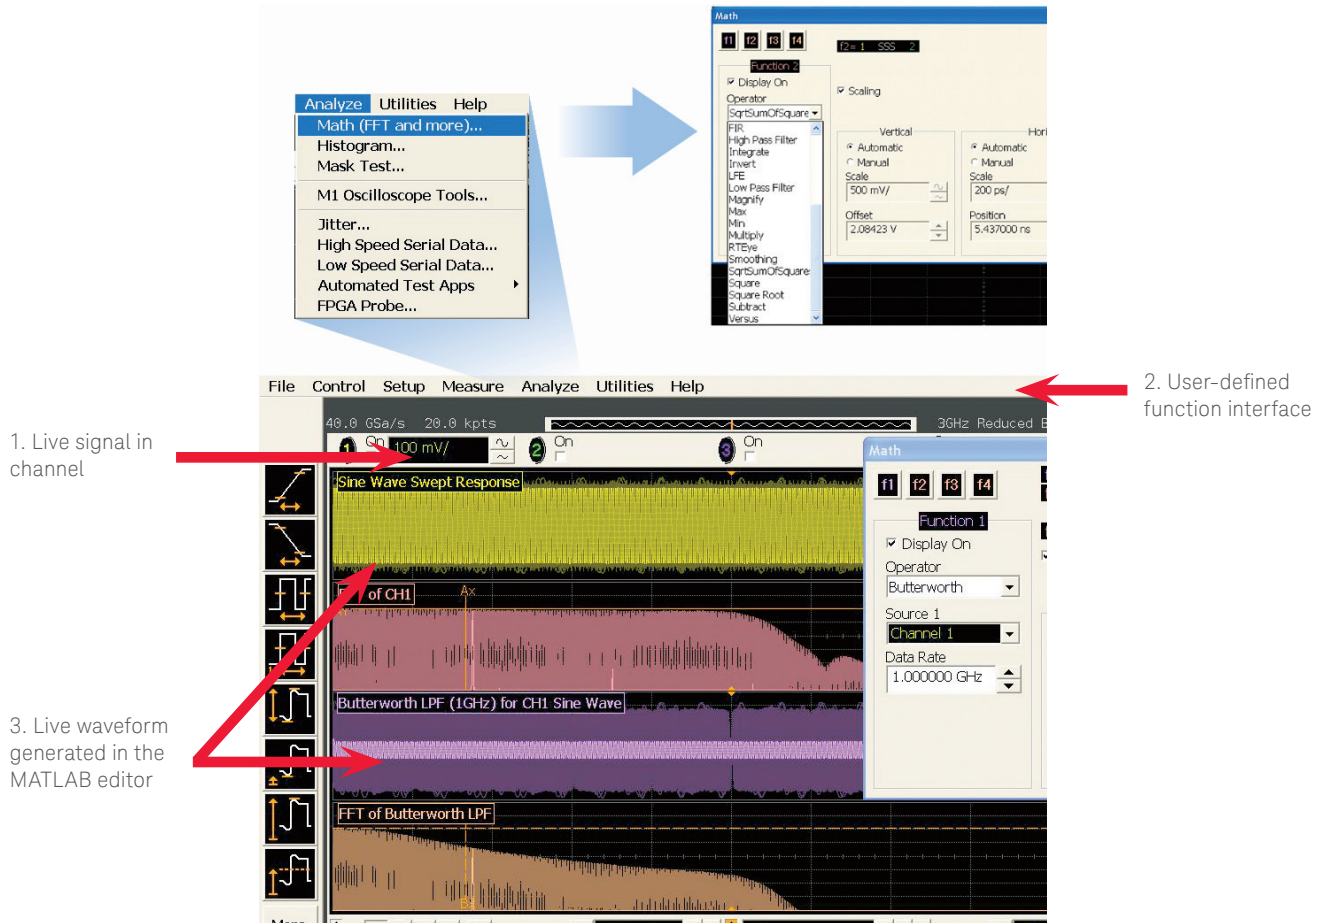 Math
f1 f2 f3 f4
f2= 1 SSS 2
Function 2
Display On
Scaling
Operator
SqrtSumOfSquare
FIR
High Pass Filter
Integrate
Invert
LFE
Low Pass Filter
Magnify
Max
Min
Multiply
RTEye
Smoothing
SqrtSumOfSquare
Square
Square Root
Subtract
Versus
Vertical
Automatic
Manual
Scale
500 mV/
Offset
2.08423 V
Hori
Automatic
Manual
Scale
200 ps/
Position
5.437000 ns
Analyze Utilities Help
Math (FFT and more)...
Histogram...
Mask Test...
M1 Oscilloscope Tools...
Jitter...
High Speed Serial Data...
Low Speed Serial Data...
Automated Test Apps
FPGA Probe...
File Control Setup Measure Analyze Utilities Help
2. User-defined
function interface
40.0 GSa/s 20.0 kpts
3GHz Reduced B
1. Live signal in
channel
1 On 100 mV/ 2 On 3 On
Sine Wave Swept Response
of CH1
Ax
Butterworth LPF (1GHz) for CH1 Sine Wave
FFT of Butterworth LPF
3. Live waveform
generated in the
MATLAB editor
Math
f1 f2 f3 f4
Function 1
Display On
Operator
Butterworth
Source 1
Channel 1
Data Rate
1.000000 GHz